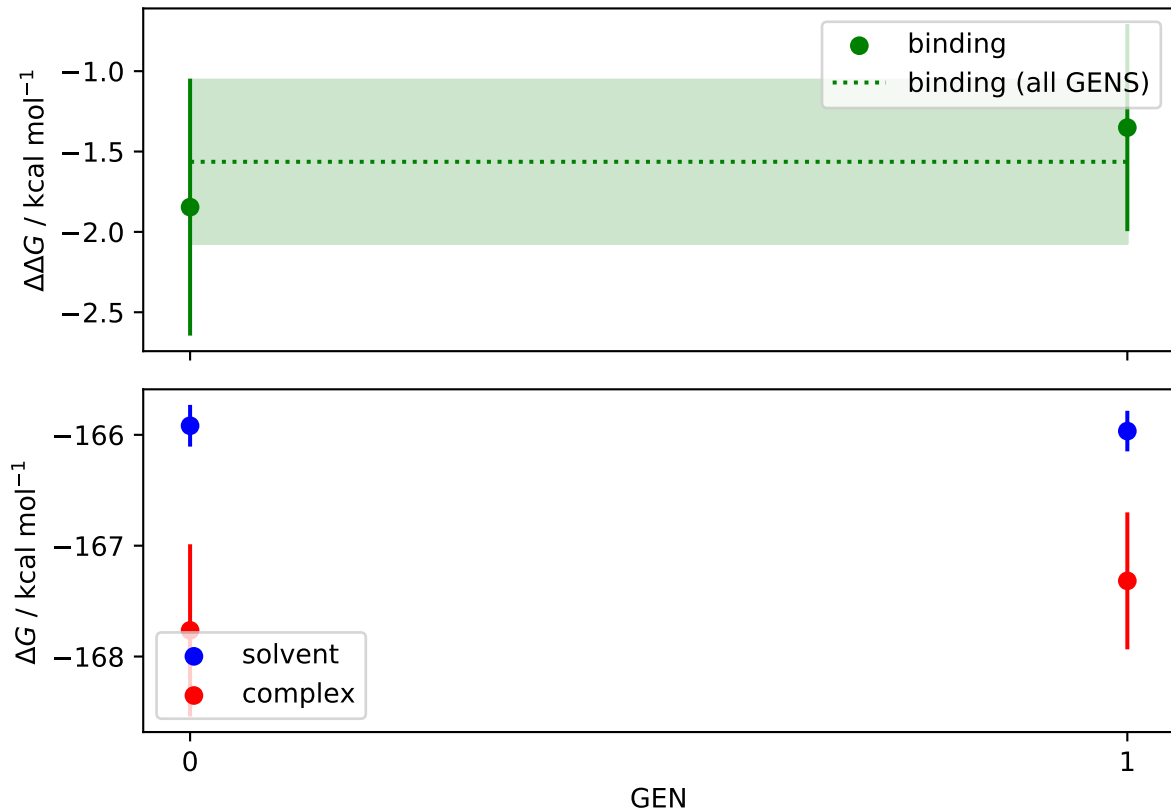 binding
binding (all GENS)
−1.0
−1.5
−2.0
−2.5
ΔΔG / kcal mol⁻¹
−166
−167
−168
ΔG / kcal mol⁻¹
solvent
complex
0
1
GEN